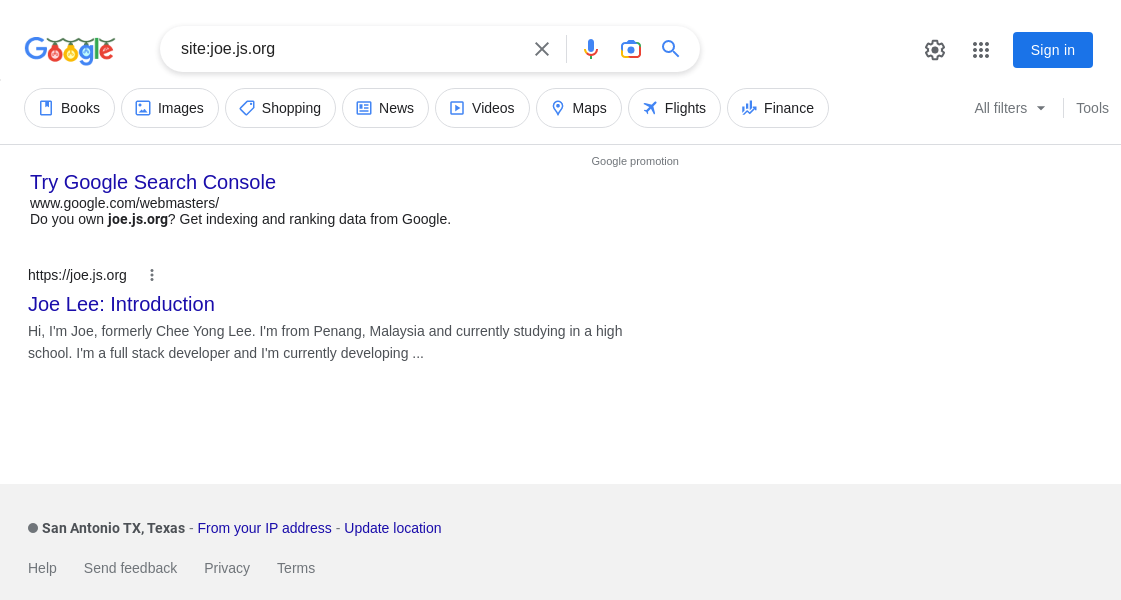 Google
site:joe.js.org
Sign in
Books
Images
Shopping
News
Videos
Maps
Flights
Finance
All filters
Tools
Google promotion
Try Google Search Console
www.google.com/webmasters/
Do you own joe.js.org? Get indexing and ranking data from Google.
https://joe.js.org
Joe Lee: Introduction
Hi, I'm Joe, formerly Chee Yong Lee. I'm from Penang, Malaysia and currently studying in a high
school. I'm a full stack developer and I'm currently developing ...
San Antonio TX, Texas - From your IP address - Update location
Help
Send feedback
Privacy
Terms